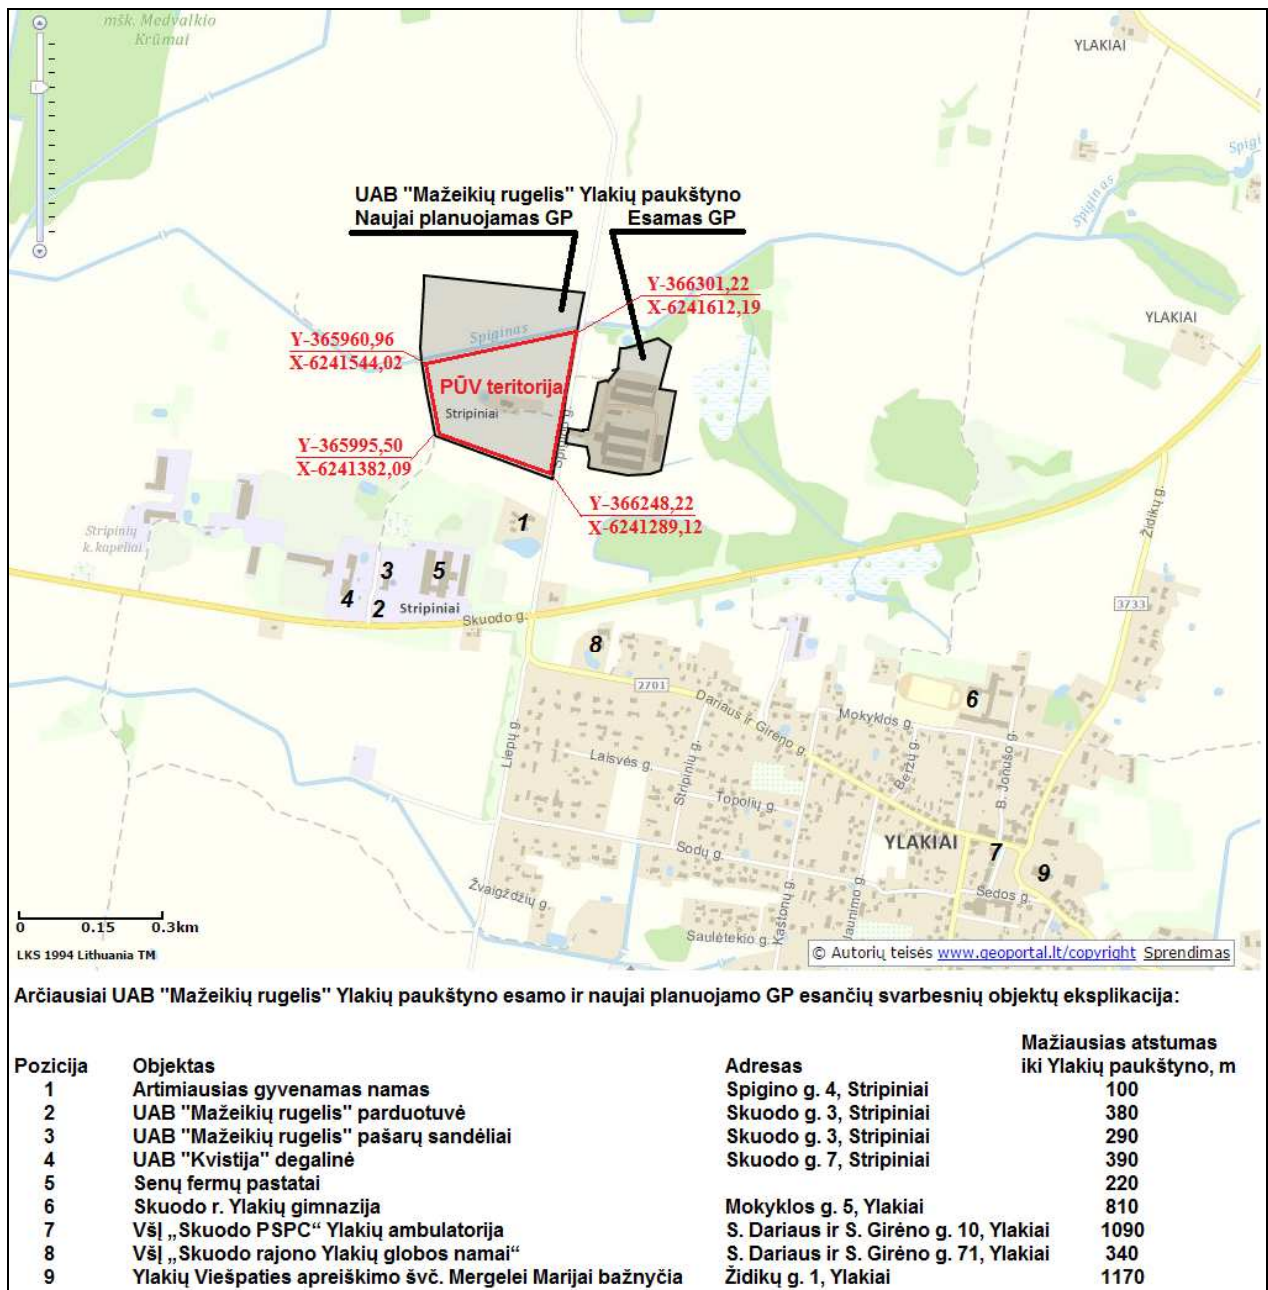 mšk. Medvalkio
Krūmai
YLAKIAI
UAB "Mažeikių rugelis" Ylakių paukštyno
Naujai planuojamas GP Esamas GP
Spiginas
Y-366301,22
X-6241612,19
YLAKIAI
Spiginas
Y-365960,96
X-6241544,02
PŪV teritorija
Stripiniai
Y-365995,50
X-6241382,09
Y-366248,22
X-6241289,12
Židikų g.
1
Stripinių
k. kapeliai
3
5
4
2
Stripiniai
Skuodo g.
3733
8
2701
6
Dariaus ir Girėno g.
Mokyklos g.
Liepų g.
Laisvės g.
Stripinių g.
Beržų g.
B. Jonušo g.
Topolių g.
YLAKIAI
7
9
Sodų g.
Žvaigždžių g.
Kaštonų g.
Jaunimo g.
Sedos g.
Saulėtekio g.
0 0.15 0.3km
LKS 1994 Lithuania TM
© Autorių teisės www.geoportal.lt/copyright Sprendimas
Arčiausiai UAB "Mažeikių rugelis" Ylakių paukštyno esamo ir naujai planuojamo GP esančių svarbesnių objektų eksplikacija:
Mažiausias atstumas
Pozicija Objektas Adresas iki Ylakių paukštyno, m
1 Artimiausias gyvenamas namas Spigino g. 4, Stripiniai 100
2 UAB "Mažeikių rugelis" parduotuvė Skuodo g. 3, Stripiniai 380
3 UAB "Mažeikių rugelis" pašarų sandėliai Skuodo g. 3, Stripiniai 290
4 UAB "Kvistija" degalinė Skuodo g. 7, Stripiniai 390
5 Senų fermų pastatai 220
6 Skuodo r. Ylakių gimnazija Mokyklos g. 5, Ylakiai 810
7 VšĮ „Skuodo PSPC“ Ylakių ambulatorija S. Dariaus ir S. Girėno g. 10, Ylakiai 1090
8 VšĮ „Skuodo rajono Ylakių globos namai“ S. Dariaus ir S. Girėno g. 71, Ylakiai 340
9 Ylakių Viešpaties apreiškimo švč. Mergelei Marijai bažnyčia Židikų g. 1, Ylakiai 1170